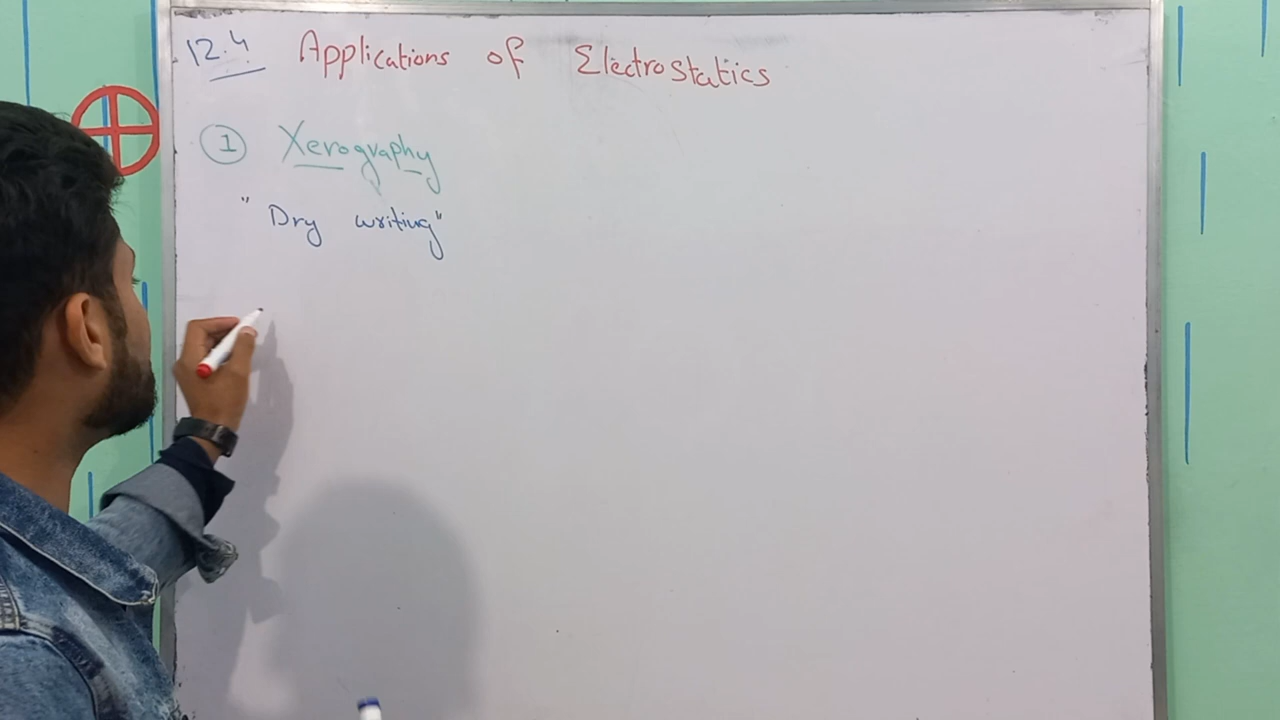 12.4 Applications of Electrostatics
1 Xerography
"Dry writing"